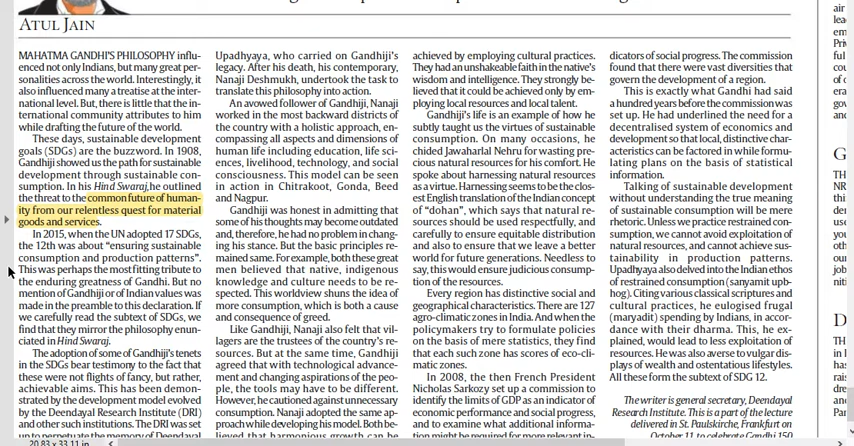 ATUL JAIN
MAHATMA GANDHI'S PHILOSOPHY influ-
enced not only Indians, but many great per-
sonalities across the world. Interestingly, it
also influenced many a treatise at the inter-
national level. But, there is little that the in-
ternational community attributes to him
while drafting the future of the world.
These days, sustainable development
goals (SDGs) are the buzzword. In 1908,
Gandhiji showed us the path for sustainable
development through sustainable con-
sumption. In his Hind Swaraj, he outlined
the threat to the common future of human-
ity from our relentless quest for material
goods and services.
In 2015, when the UN adopted 17 SDGs,
the 12th was about “ensuring sustainable
consumption and production patterns”.
This was perhaps the most fitting tribute to
the enduring greatness of Gandhi. But no
mention of Gandhiji or of Indian values was
made in the preamble to this declaration. If
we carefully read the subtext of SDGs, we
find that they mirror the philosophy enun-
ciated in Hind Swaraj.
The adoption of some of Gandhiji's tenets
in the SDGs bear testimony to the fact that
these were not flights of fancy, but rather,
achievable aims. This has been demon-
strated by the development model evolved
by the Deendayal Research Institute (DRI)
and other such institutions. The DRI was set
up to perpetuate the memory of Deendayal
Upadhyaya, who carried on Gandhiji's
legacy. After his death, his contemporary,
Nanaji Deshmukh, undertook the task to
translate this philosophy into action.
An avowed follower of Gandhiji, Nanaji
worked in the most backward districts of
the country with a holistic approach, en-
compassing all aspects and dimensions of
human life including education, life sci-
ences, livelihood, technology, and social
consciousness. This model can be seen
in action in Chitrakoot, Gonda, Beed
and Nagpur.
Gandhiji was honest in admitting that
some of his thoughts may become outdated
and, therefore, he had no problem in chang-
ing his stance. But the basic principles re-
mained same. For example, both these great
men believed that native, indigenous
knowledge and culture needs to be re-
spected. This worldview shuns the idea of
more consumption, which is both a cause
and consequence of greed.
Like Gandhiji, Nanaji also felt that vil-
lagers are the trustees of the country's re-
sources. But at the same time, Gandhiji
agreed that with technological advance-
ment and changing aspirations of the peo-
ple, the tools may have to be different.
However, he cautioned against unnecessary
consumption. Nanaji adopted the same ap-
proach while developing his model. Both be-
lieved that harmonious growth can be
achieved by employing cultural practices.
They had an unshakeable faith in the native's
wisdom and intelligence. They strongly be-
lieved that it could be achieved only by em-
ploying local resources and local talent.
Gandhiji's life is an example of how he
subtly taught us the virtues of sustainable
consumption. On many occasions, he
chided Jawaharlal Nehru for wasting pre-
cious natural resources for his comfort. He
spoke about harnessing natural resources
as a virtue. Harnessing seems to be the clos-
est English translation of the Indian concept
of “dohan”, which says that natural re-
sources should be used respectfully, and
carefully to ensure equitable distribution
and also to ensure that we leave a better
world for future generations. Needless to
say, this would ensure judicious consump-
tion of the resources.
Every region has distinctive social and
geographical characteristics. There are 127
agro-climatic zones in India. And when the
policymakers try to formulate policies
on the basis of mere statistics, they find
that each such zone has scores of eco-cli-
matic zones.
In 2008, the then French President
Nicolas Sarkozy set up a commission to
identify the limits of GDP as an indicator of
economic performance and social progress,
and to examine what additional informa-
tion might be required for more relevant in-
dicators of social progress. The commission
found that there were vast diversities that
govern the development of a region.
This is exactly what Gandhi had said
a hundred years before the commission was
set up. He had underlined the need for a
decentralised system of economics and
development so that local, distinctive char-
acteristics can be factored in while formu-
lating plans on the basis of statistical
information.
Talking of sustainable development
without understanding the true meaning
of sustainable consumption will be mere
rhetoric. Unless we practice restrained con-
sumption, we cannot avoid exploitation of
natural resources, and cannot achieve sus-
tainability in production patterns.
Upadhyaya also delved into the Indian ethos
of restrained consumption (sanyamit upb-
hog). Citing various classical scriptures and
cultural practices, he eulogised frugal
(maryadit) spending by Indians, in accor-
dance with their dharma. This, he ex-
plained, would lead to less exploitation of
resources. He was also averse to vulgar dis-
plays of wealth and ostentatious lifestyles.
All these form the subtext of SDG 12.
The writer is general secretary, Deendayal
Research Institute. This is a part of the lecture
delivered in St. Paulskirche, Frankfurt on
October 11 to celebrate Gandhi 150
20.83 x 33.11 in